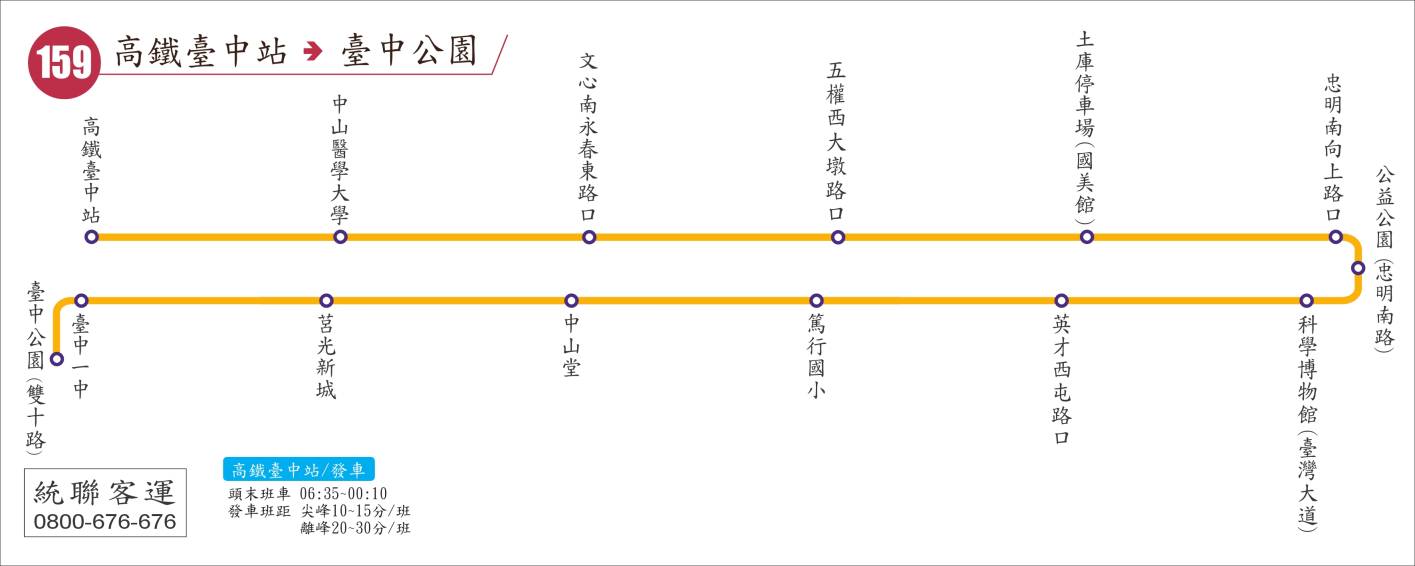 159
高鐵臺中站 ➔ 臺中公園
高鐵臺中站
中山醫學大學
文心南永春東路口
五權西大墩路口
土庫停車場(國美館)
忠明南向上路口
公益公園(忠明南路)
科學博物館(臺灣大道)
英才西屯路口
篤行國小
中山堂
莒光新城
臺中一中
臺中公園(雙十路)
統聯客運
0800-676-676
高鐵臺中站/發車
頭末班車 06:35~00:10
發車班距 尖峰10~15分/班
離峰20~30分/班